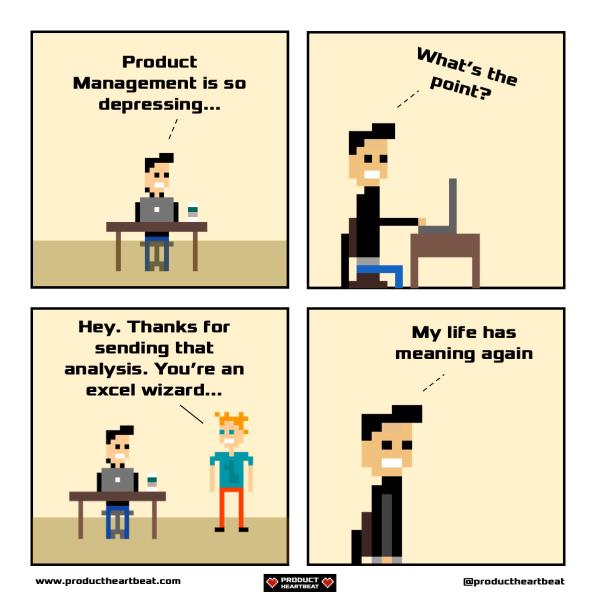 Product
Management is so
depressing...
What's the
point?
Hey. Thanks for
sending that
analysis. You're an
excel wizard...
My life has
meaning again
www.productheartbeat.com
PRODUCT
HEARTBEAT
@productheartbeat